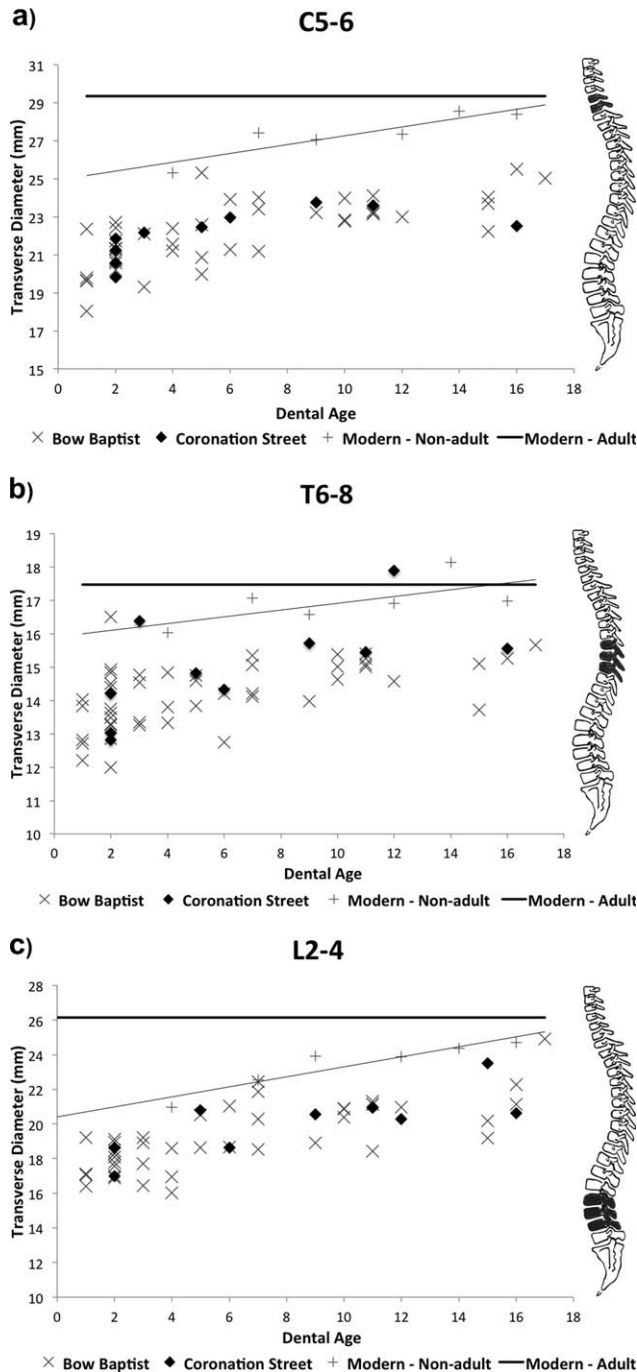 a)
C5-6
31
29
27
25
23
21
19
17
15
Transverse Diameter (mm)
0 2 4 6 8 10 12 14 16 18
Dental Age
Bow Baptist Coronation Street Modern - Non-adult Modern - Adult
b)
T6-8
19
18
17
16
15
14
13
12
11
10
Transverse Diameter (mm)
0 2 4 6 8 10 12 14 16 18
Dental Age
Bow Baptist Coronation Street Modern - Non-adult Modern - Adult
c)
L2-4
28
26
24
22
20
18
16
14
12
10
Transverse Diameter (mm)
0 2 4 6 8 10 12 14 16 18
Dental Age
Bow Baptist Coronation Street Modern - Non-adult Modern - Adult